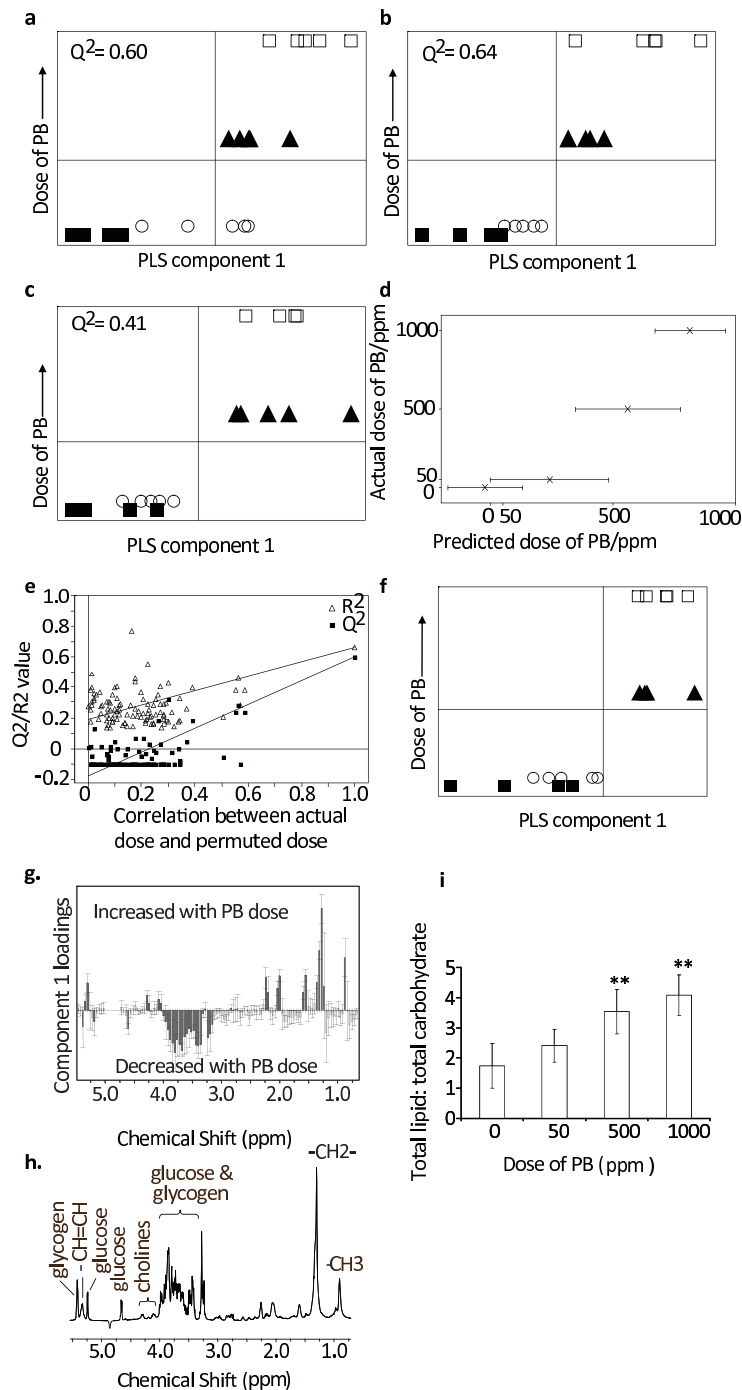 a
Q2= 0.60
Dose of PB
PLS component 1
b
Q2= 0.64
Dose of PB
PLS component 1
c
Q2= 0.41
Dose of PB
PLS component 1
d
Actual dose of PB/ppm
1000
500
50
0
0 50 500 1000
Predicted dose of PB/ppm
e
Q2/R2 value
1.0
0.8
0.6
0.4
0.2
0
-0.2
R2
Q2
0 0.2 0.4 0.6 0.8 1.0
Correlation between actual
dose and permuted dose
f
Dose of PB
PLS component 1
g.
Component 1 loadings
Increased with PB dose
Decreased with PB dose
5.0 4.0 3.0 2.0 1.0
Chemical Shift (ppm)
h.
glycogen
CH=CH
glucose
glucose
cholines
glucose &
glycogen
-CH2-
-CH3
5.0 4.0 3.0 2.0 1.0
Chemical Shift (ppm)
i
Total lipid: total carbohydrate
5
4
3
2
1
0
**
**
0 50 500 1000
Dose of PB (ppm )